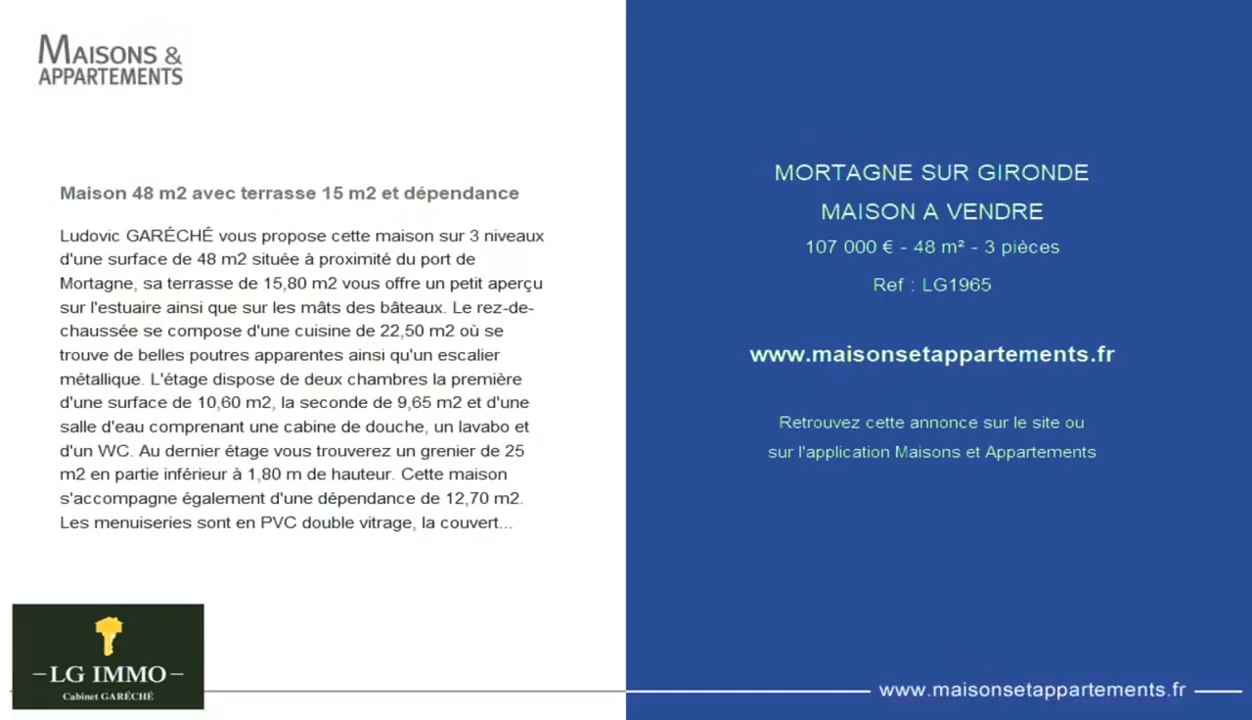 MAISONS &
APPARTEMENTS
Maison 48 m2 avec terrasse 15 m2 et dépendance
Ludovic GARÉCHÉ vous propose cette maison sur 3 niveaux
d'une surface de 48 m2 située à proximité du port de
Mortagne, sa terrasse de 15,80 m2 vous offre un petit aperçu
sur l'estuaire ainsi que sur les mâts des bâteaux. Le rez-de-
chaussée se compose d'une cuisine de 22,50 m2 où se
trouve de belles poutres apparentes ainsi qu'un escalier
métallique. L'étage dispose de deux chambres la première
d'une surface de 10,60 m2, la seconde de 9,65 m2 et d'une
salle d'eau comprenant une cabine de douche, un lavabo et
d'un WC. Au dernier étage vous trouverez un grenier de 25
m2 en partie inférieur à 1,80 m de hauteur. Cette maison
s'accompagne également d'une dépendance de 12,70 m2.
Les menuiseries sont en PVC double vitrage, la couvert...
LG IMMO
Cabinet GARÉCHÉ
MORTAGNE SUR GIRONDE
MAISON A VENDRE
107 000 € - 48 m² - 3 pièces
Ref : LG1965
www.maisonsetappartements.fr
Retrouvez cette annonce sur le site ou
sur l'application Maisons et Appartements
www.maisonsetappartements.fr